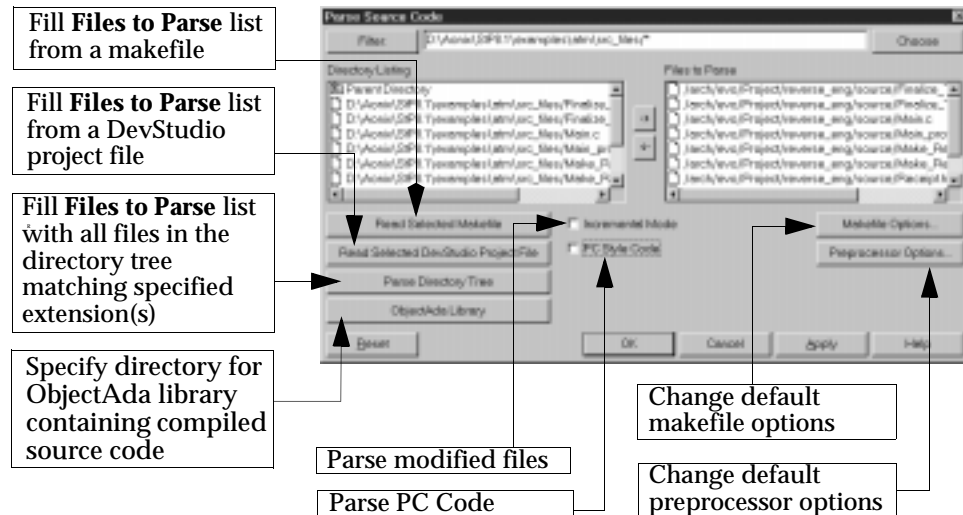 Fill Files to Parse list
from a makefile
Fill Files to Parse list
from a DevStudio
project file
Fill Files to Parse list
with all files in the
directory tree
matching specified
extension(s)
Specify directory for
ObjectAda library
containing compiled
source code
Parse Source Code
Filter
Choose
Directory Listing
Parent Directory
Files to Parse
Read Selected Makefile
Read Selected DevStudio Project File
Parse Directory Tree
ObjectAda Library
Incremental Mode
PC Style Code
Makefile Options...
Preprocessor Options...
Reset
OK
Cancel
Apply
Help
Parse modified files
Parse PC Code
Change default
makefile options
Change default
preprocessor options